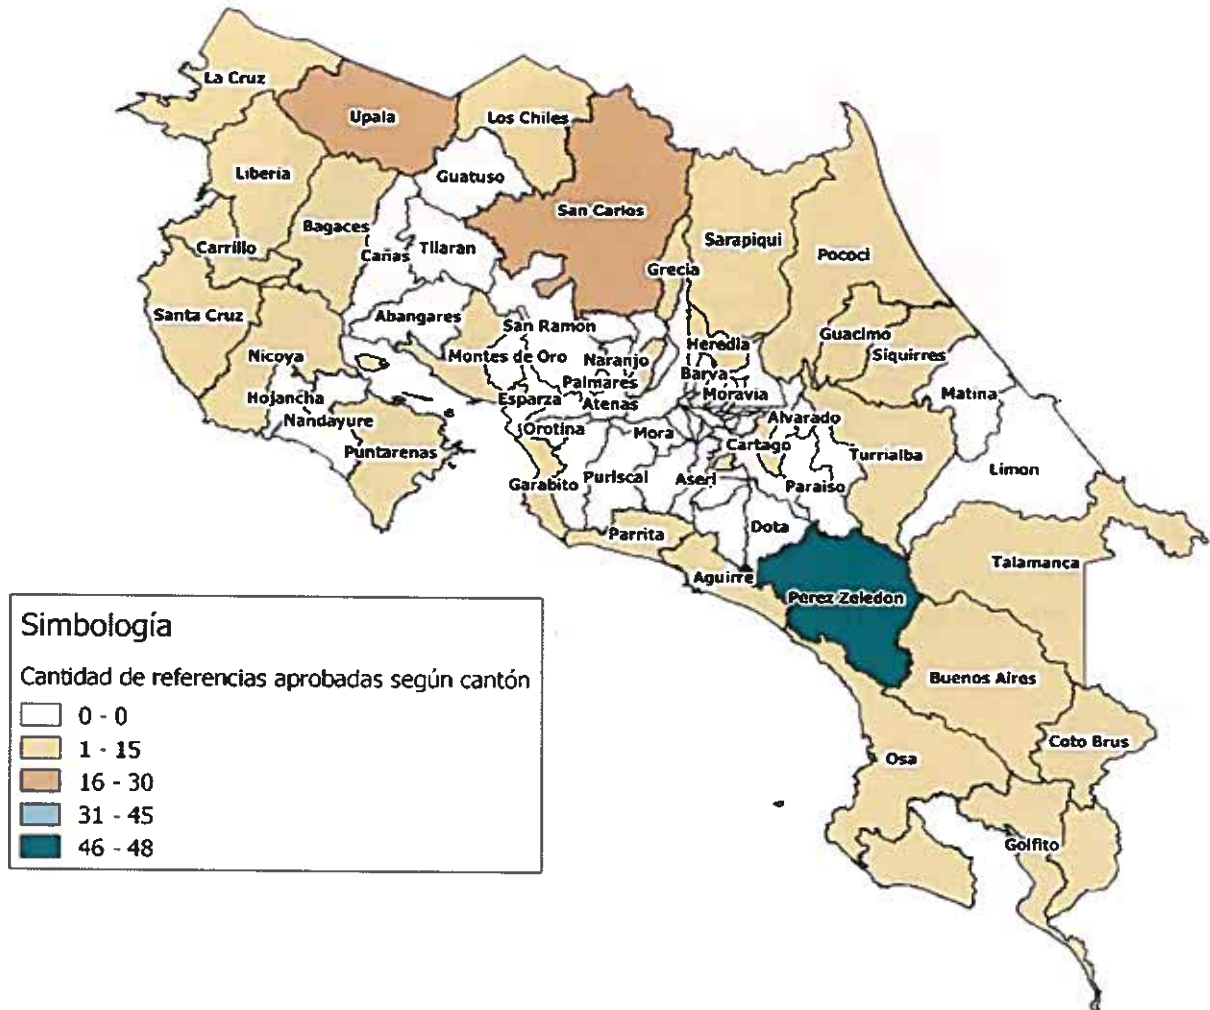 La Cruz
Upala
Los Chiles
Liberia
Guatuso
San Carlos
Bagaces
Carrillo
Cañas
Tilaran
Sarapiqui
Pococi
Grecia
Santa Cruz
Abangares
San Ramon
Guacimo
Heredia
Siquirres
Nicoya
Montes de Oro
Naranjo
Barva
Palmares
Moravia
Matina
Hojancha
Esparza
Atenas
Nandayure
Orotina
Mora
Alvarado
Cartago
Puntarenas
Turrialba
Limon
Garabito
Puriscal
Aseri
Paraiso
Parrita
Dota
Talamanca
Aguirre
Perez Zeledon
Buenos Aires
Coto Brus
Osa
Golfito
Simbología
Cantidad de referencias aprobadas según cantón
0 - 0
1 - 15
16 - 30
31 - 45
46 - 48